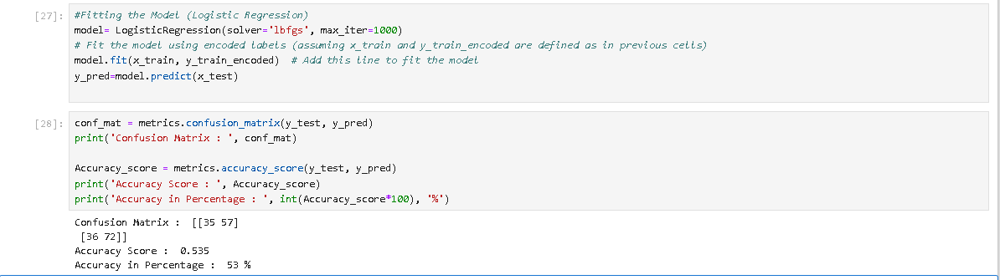 [27]: #Fitting the Model (Logistic Regression)
model= LogisticRegression(solver='lbfgs', max_iter=1000)
# Fit the model using encoded labels (assuming x_train and y_train_encoded are defined as in previous cells)
model.fit(x_train, y_train_encoded)  # Add this line to fit the model
y_pred=model.predict(x_test)
[28]: conf_mat = metrics.confusion_matrix(y_test, y_pred)
print('Confusion Matrix : ', conf_mat)
Accuracy_score = metrics.accuracy_score(y_test, y_pred)
print('Accuracy Score : ', Accuracy_score)
print('Accuracy in Percentage : ', int(Accuracy_score*100), '%')
Confusion Matrix :  [[35 57]
 [36 72]]
Accuracy Score :  0.535
Accuracy in Percentage :  53 %